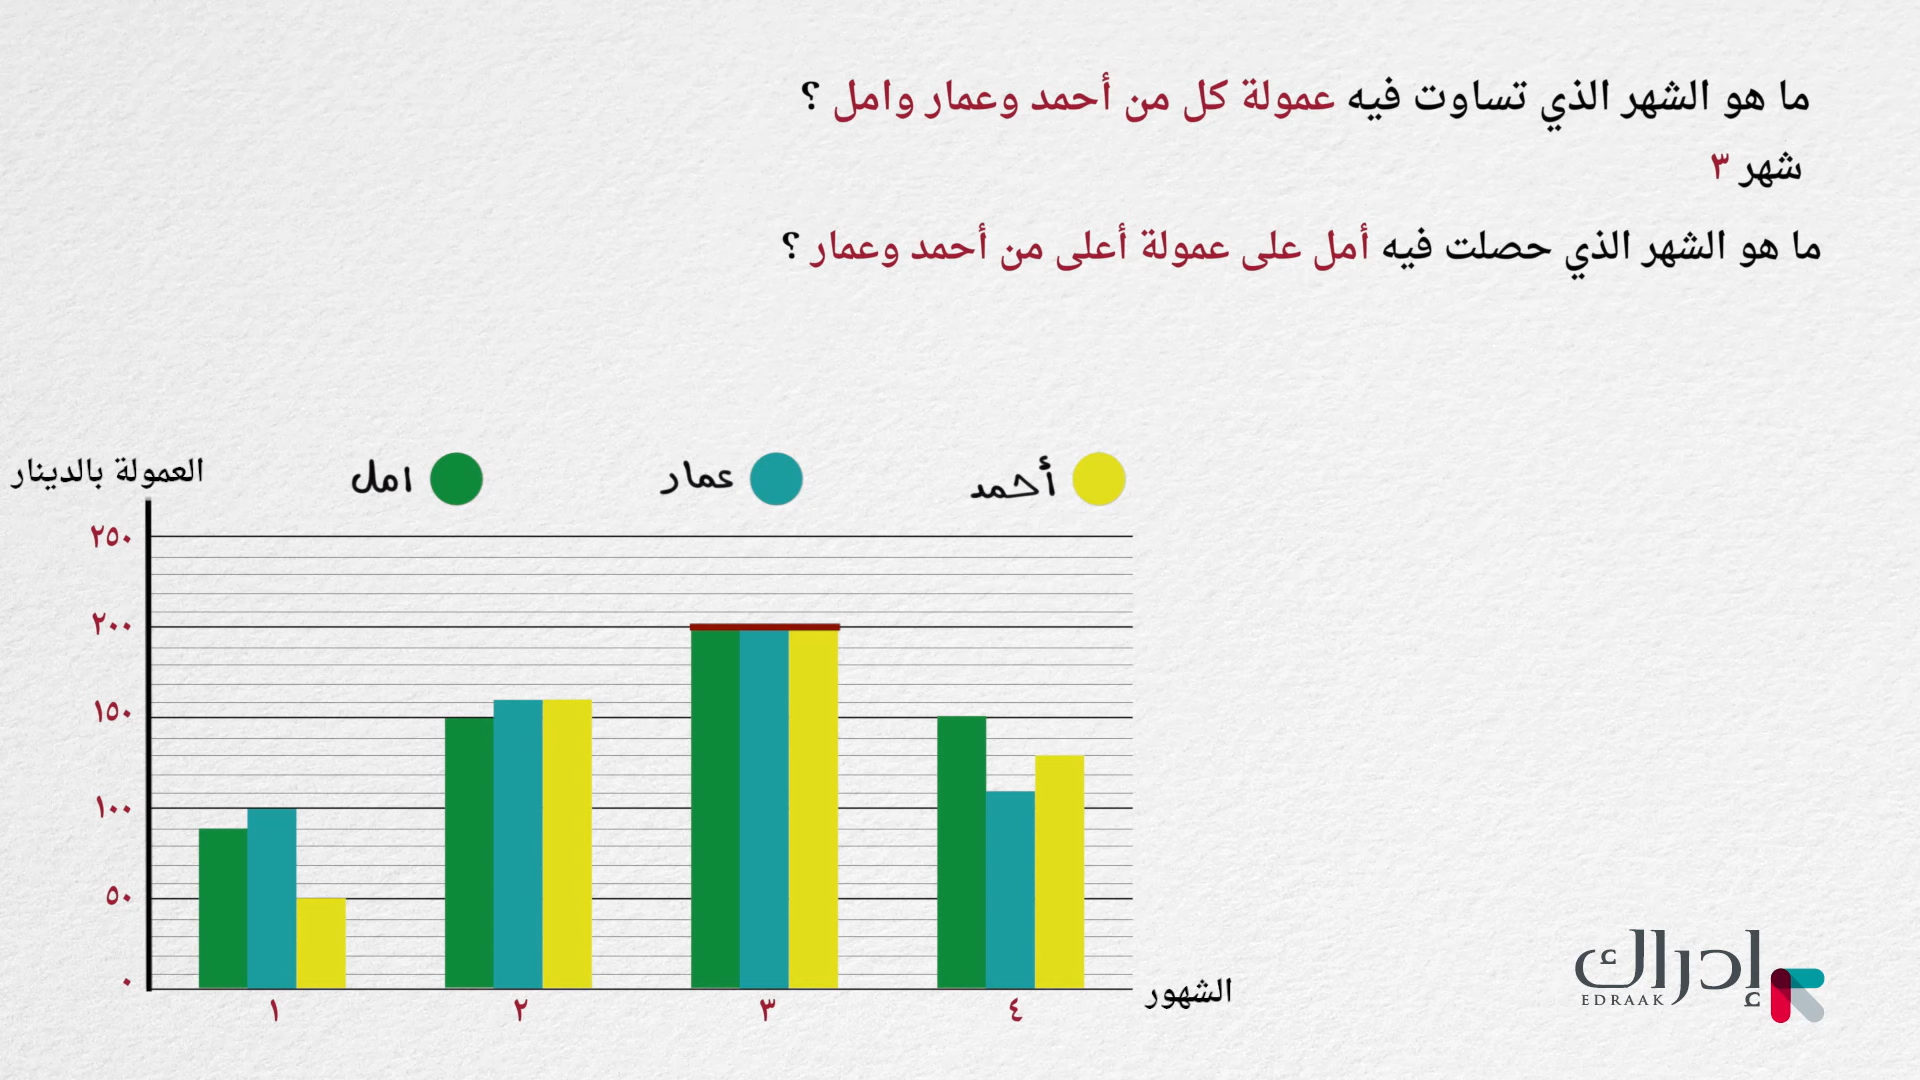 ما هو الشهر الذي تساوت فيه عمولة كل من أحمد وعمار وامل ؟
شهر ٣
ما هو الشهر الذي حصلت فيه أمل على عمولة أعلى من أحمد وعمار ؟
العمولة بالدينار
أحمد
عمار
امل
٢٥٠
٢٠٠
١٥٠
١٠٠
٥٠
٠
١ ٢ ٣ ٤
الشهور
إدراك
EDRAAK